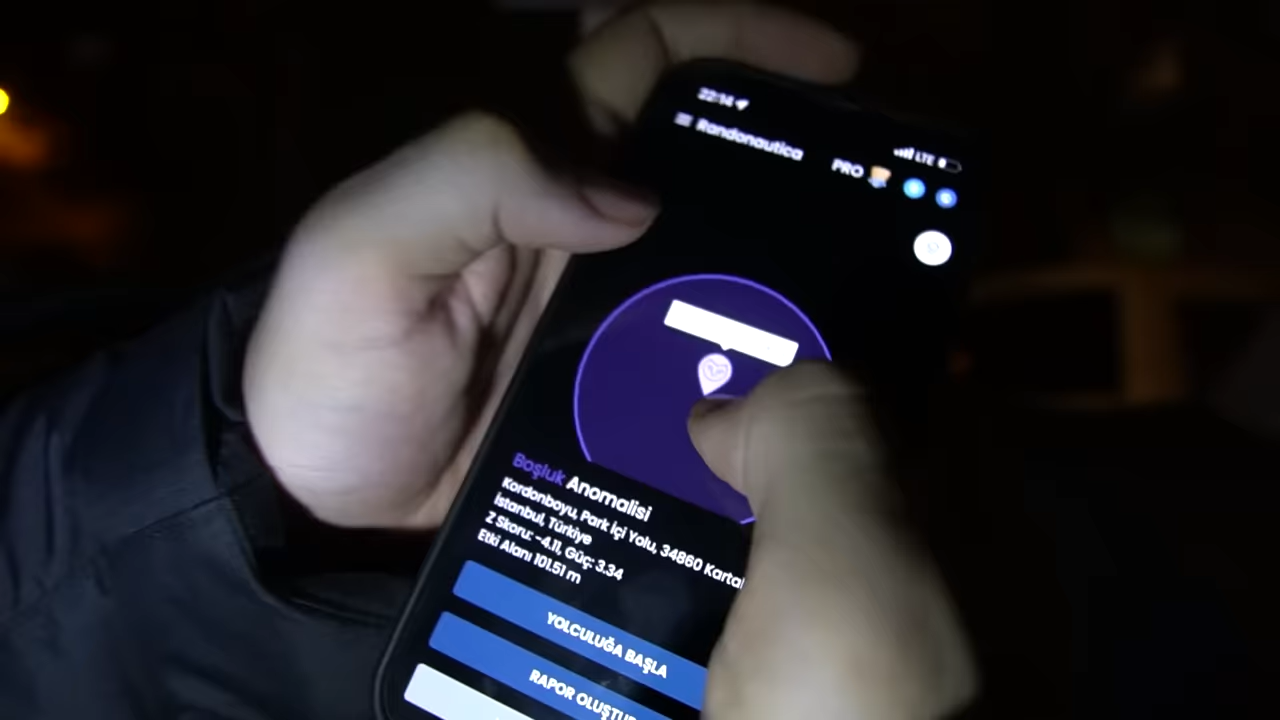 22:14
Randonautica
PRO
LTE
Boşluk Anomalisi
Kordonboyu, Park İçi Yolu, 34860 Kartal
İstanbul, Türkiye
Z Skoru: -4.11, Güç: 3.34
Etki Alanı 101.51 m
YOLCULUĞA BAŞLA
RAPOR OLUŞTUR